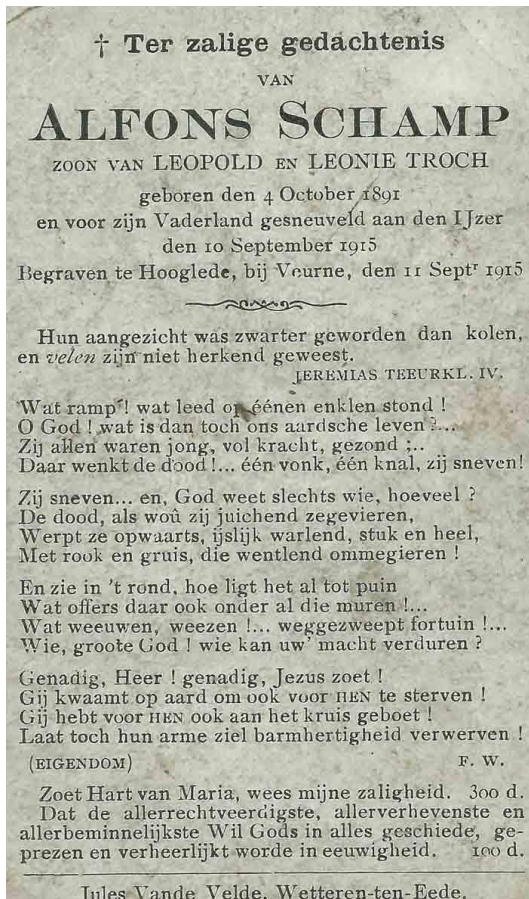 † Ter zalige gedachtenis
VAN
ALFONS SCHAMP
ZOON VAN LEOPOLD EN LEONIE TROCH
geboren den 4 October 1891
en voor zijn Vaderland gesneuveld aan den IJzer
den 10 September 1915
Begraven te Hooglede, bij Veurne, den 11 Septr 1915
Hun aangezicht was zwarter geworden dan kolen,
en velen zijn niet herkend geweest.
JEREMIAS TEEURKL. IV.
Wat ramp ! wat leed op éénen enklen stond !
O God ! wat is dan toch ons aardsche leven ?...
Zij allen waren jong, vol kracht, gezond ;..
Daar wenkt de dood !... één vonk, één knal, zij sneven!
Zij sneven... en, God weet slechts wie, hoeveel ?
De dood, als woû zij juichend zegevieren,
Werpt ze opwaarts, ijslijk warlend, stuk en heel,
Met rook en gruis, die wentlend ommegieren !
En zie in 't rond, hoe ligt het al tot puin
Wat offers daar ook onder al die muren !...
Wat weeuwen, weezen !... weggezweept fortuin !...
Wie, groote God ! wie kan uw' macht verduren ?
Genadig, Heer ! genadig, Jezus zoet !
Gij kwaamt op aard om ook voor HEN te sterven !
Gij hebt voor HEN ook aan het kruis geboet !
Laat toch hun arme ziel barmhertigheid verwerven !
(EIGENDOM) F. W.
Zoet Hart van Maria, wees mijne zaligheid. 300 d.
Dat de allerrechtveerdigste, allerverhevenste en
allerbeminnelijkste Wil Gods in alles geschiede, ge-
prezen en verheerlijkt worde in eeuwigheid. 100 d.
Jules Vande Velde, Wetteren-ten-Eede.